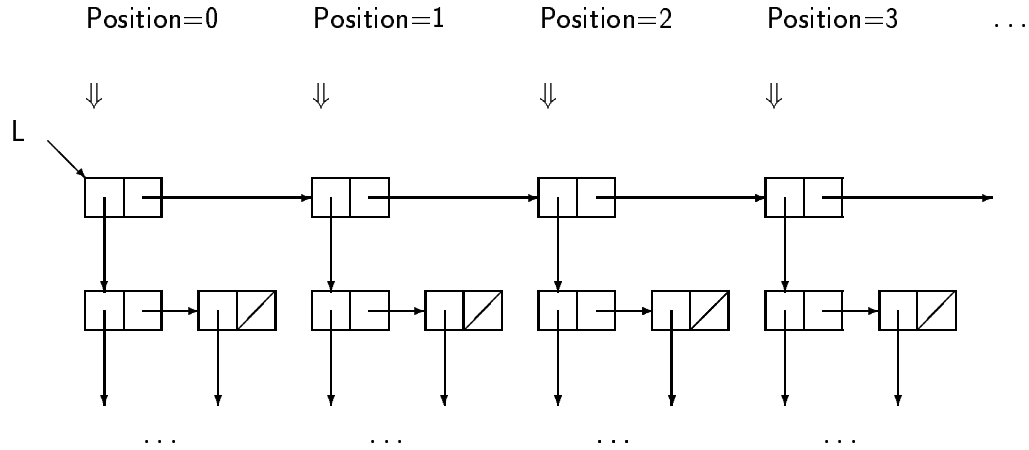 Position=0 Position=1 Position=2 Position=3 ...
⇓ ⇓ ⇓ ⇓
L
... ... ... ...